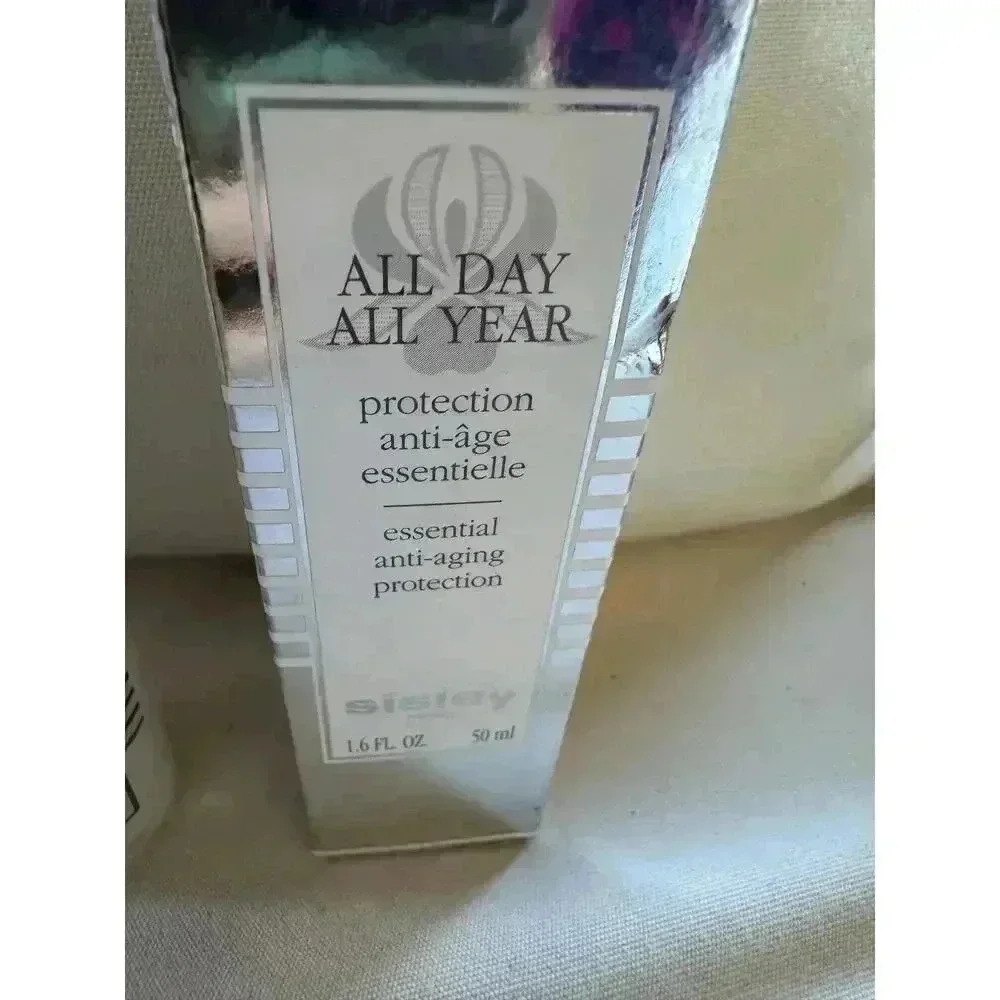 ALL DAY
ALL YEAR
protection
anti-âge
essentielle
essential
anti-aging
protection
sisley
1.6 FL. OZ. 50 ml